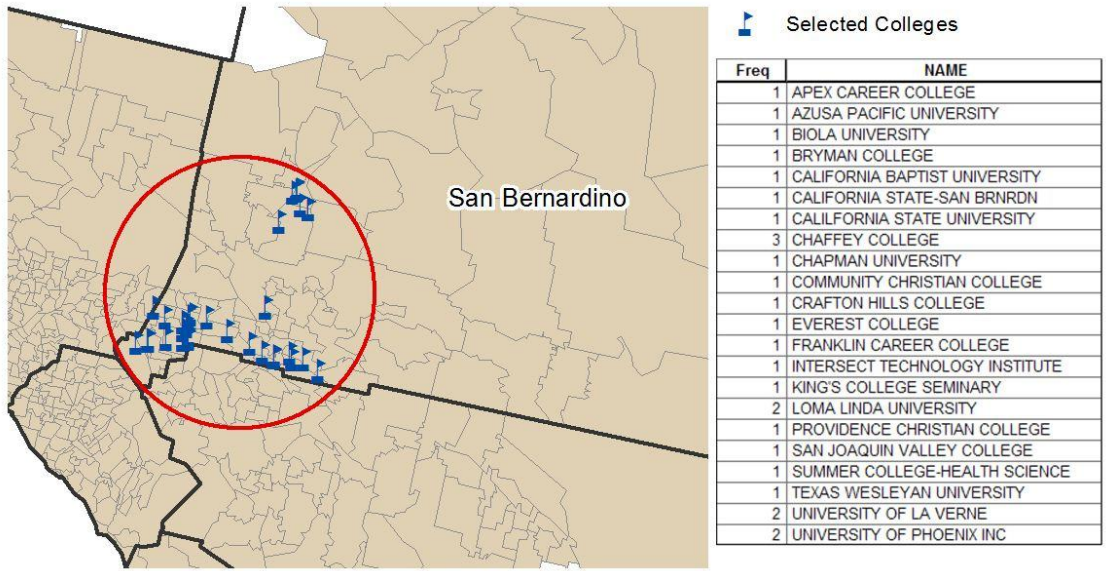 Selected Colleges
San Bernardino
Freq NAME
1 APEX CAREER COLLEGE
1 AZUSA PACIFIC UNIVERSITY
1 BIOLA UNIVERSITY
1 BRYMAN COLLEGE
1 CALIFORNIA BAPTIST UNIVERSITY
1 CALIFORNIA STATE-SAN BRNRDN
1 CALILFORNIA STATE UNIVERSITY
3 CHAFFEY COLLEGE
1 CHAPMAN UNIVERSITY
1 COMMUNITY CHRISTIAN COLLEGE
1 CRAFTON HILLS COLLEGE
1 EVEREST COLLEGE
1 FRANKLIN CAREER COLLEGE
1 INTERSECT TECHNOLOGY INSTITUTE
1 KING'S COLLEGE SEMINARY
2 LOMA LINDA UNIVERSITY
1 PROVIDENCE CHRISTIAN COLLEGE
1 SAN JOAQUIN VALLEY COLLEGE
1 SUMMER COLLEGE-HEALTH SCIENCE
1 TEXAS WESLEYAN UNIVERSITY
2 UNIVERSITY OF LA VERNE
2 UNIVERSITY OF PHOENIX INC